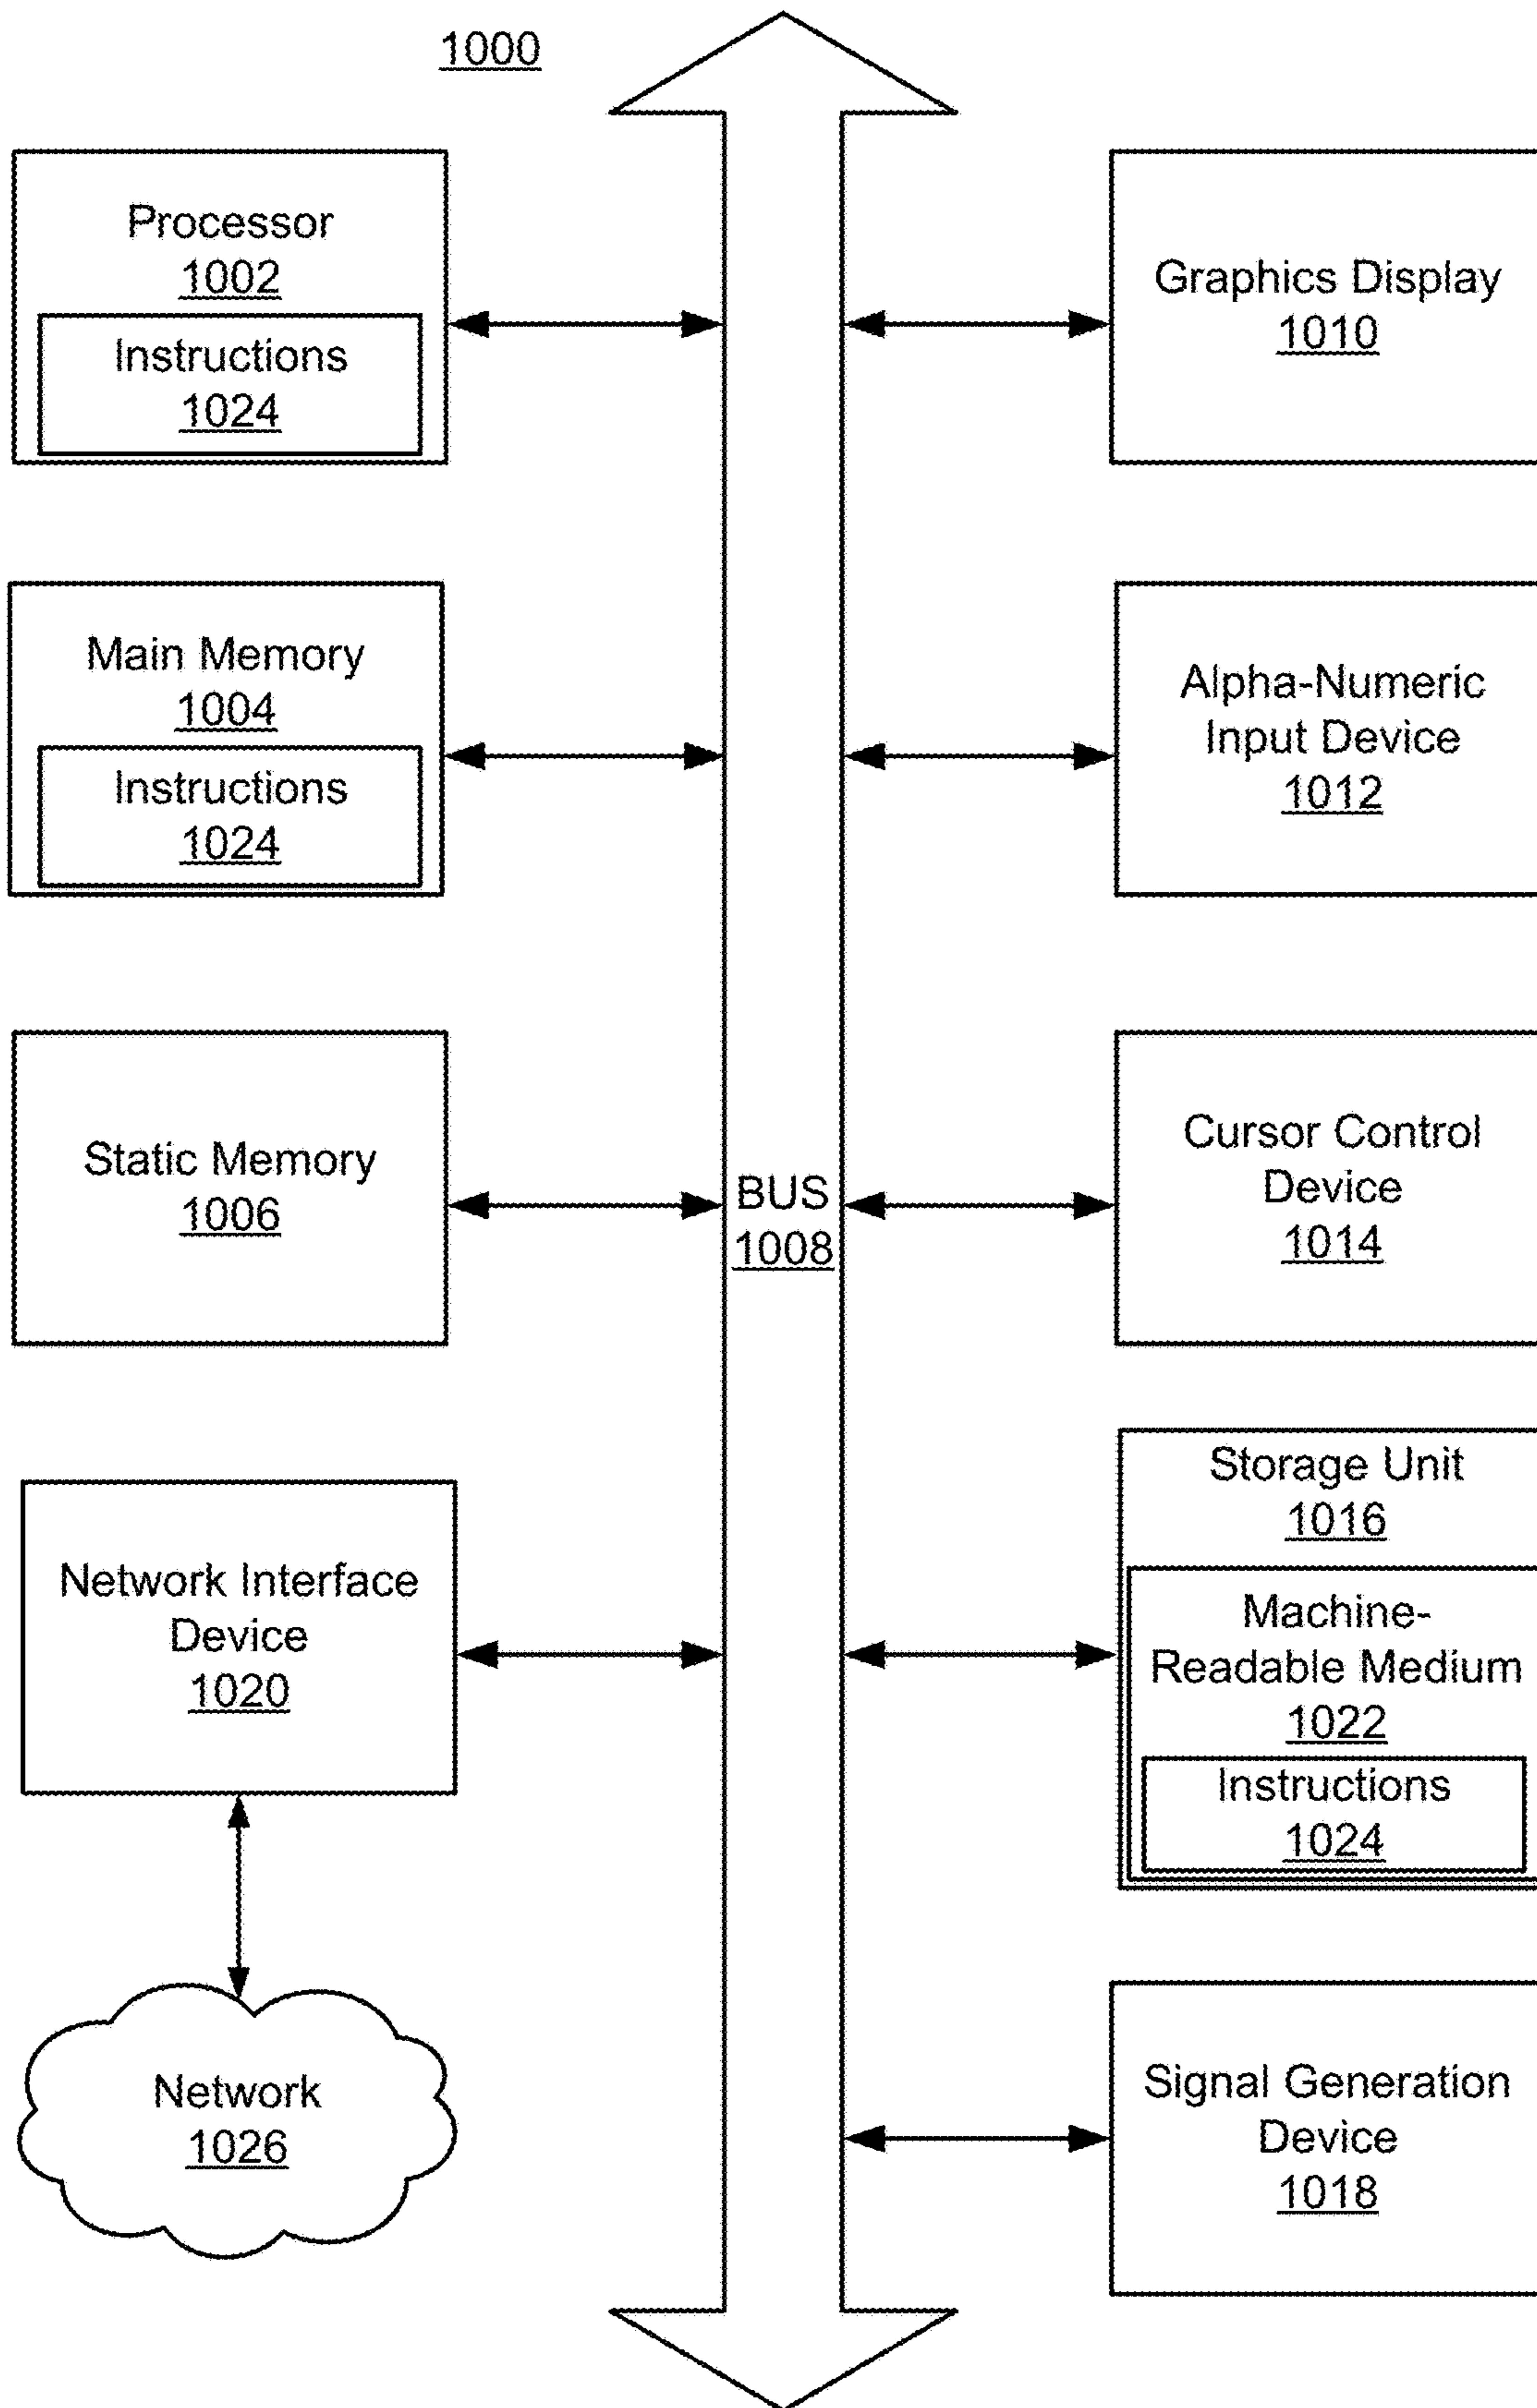 1000
Processor
1002
Instructions
1024
Graphics Display
1010
Main Memory
1004
Instructions
1024
Alpha-Numeric
Input Device
1012
Static Memory
1006
BUS
1008
Cursor Control
Device
1014
Network Interface
Device
1020
Storage Unit
1016
Machine-
Readable Medium
1022
Instructions
1024
Network
1026
Signal Generation
Device
1018